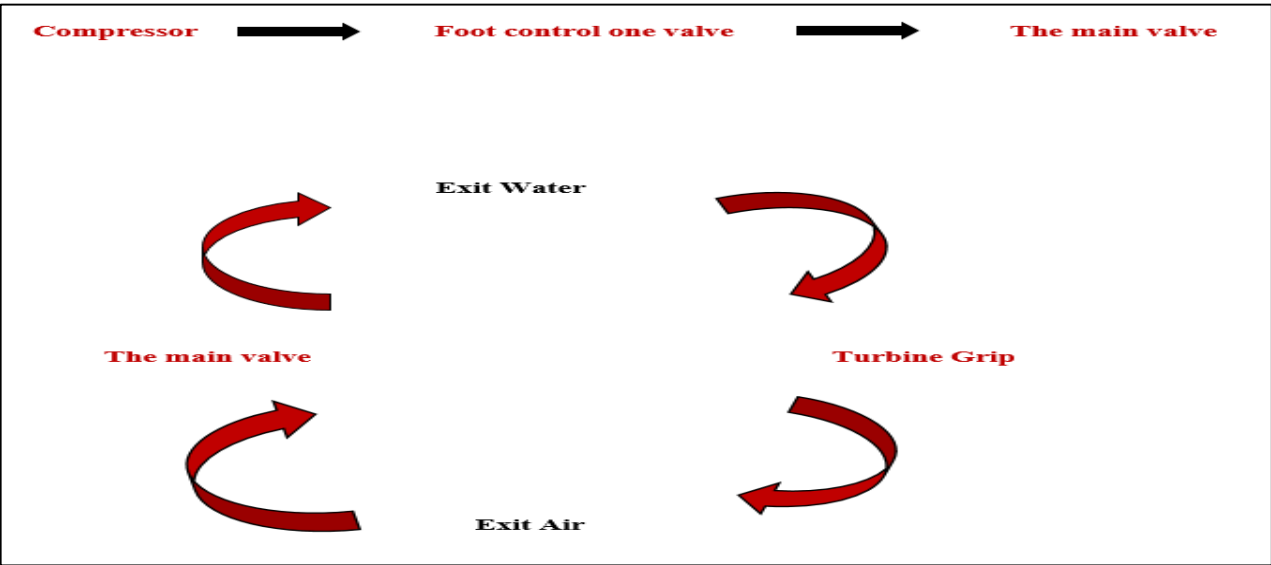 Compressor Foot control one valve The main valve
Exit Water
The main valve Turbine Grip
Exit Air